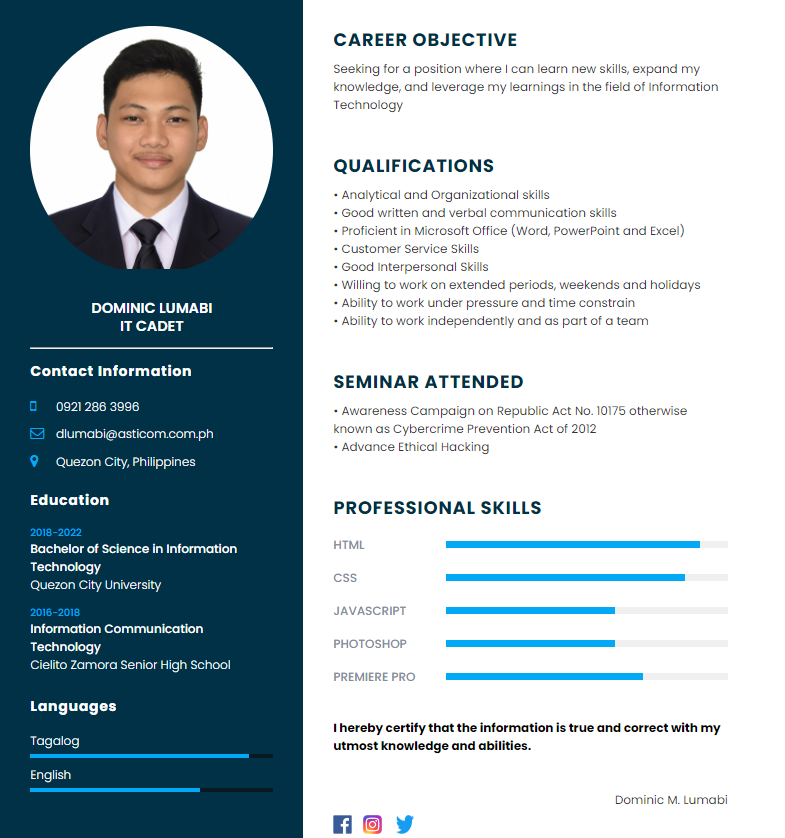 DOMINIC LUMABI
IT CADET
Contact Information
0921 286 3996
dlumabi@asticom.com.ph
Quezon City, Philippines
Education
2018-2022
Bachelor of Science in Information
Technology
Quezon City University
2016-2018
Information Communication
Technology
Cielito Zamora Senior High School
Languages
Tagalog
English
CAREER OBJECTIVE
Seeking for a position where I can learn new skills, expand my
knowledge, and leverage my learnings in the field of Information
Technology
QUALIFICATIONS
• Analytical and Organizational skills
• Good written and verbal communication skills
• Proficient in Microsoft Office (Word, PowerPoint and Excel)
• Customer Service Skills
• Good Interpersonal Skills
• Willing to work on extended periods, weekends and holidays
• Ability to work under pressure and time constrain
• Ability to work independently and as part of a team
SEMINAR ATTENDED
• Awareness Campaign on Republic Act No. 10175 otherwise
known as Cybercrime Prevention Act of 2012
• Advance Ethical Hacking
PROFESSIONAL SKILLS
HTML
CSS
JAVASCRIPT
PHOTOSHOP
PREMIERE PRO
I hereby certify that the information is true and correct with my
utmost knowledge and abilities.
Dominic M. Lumabi